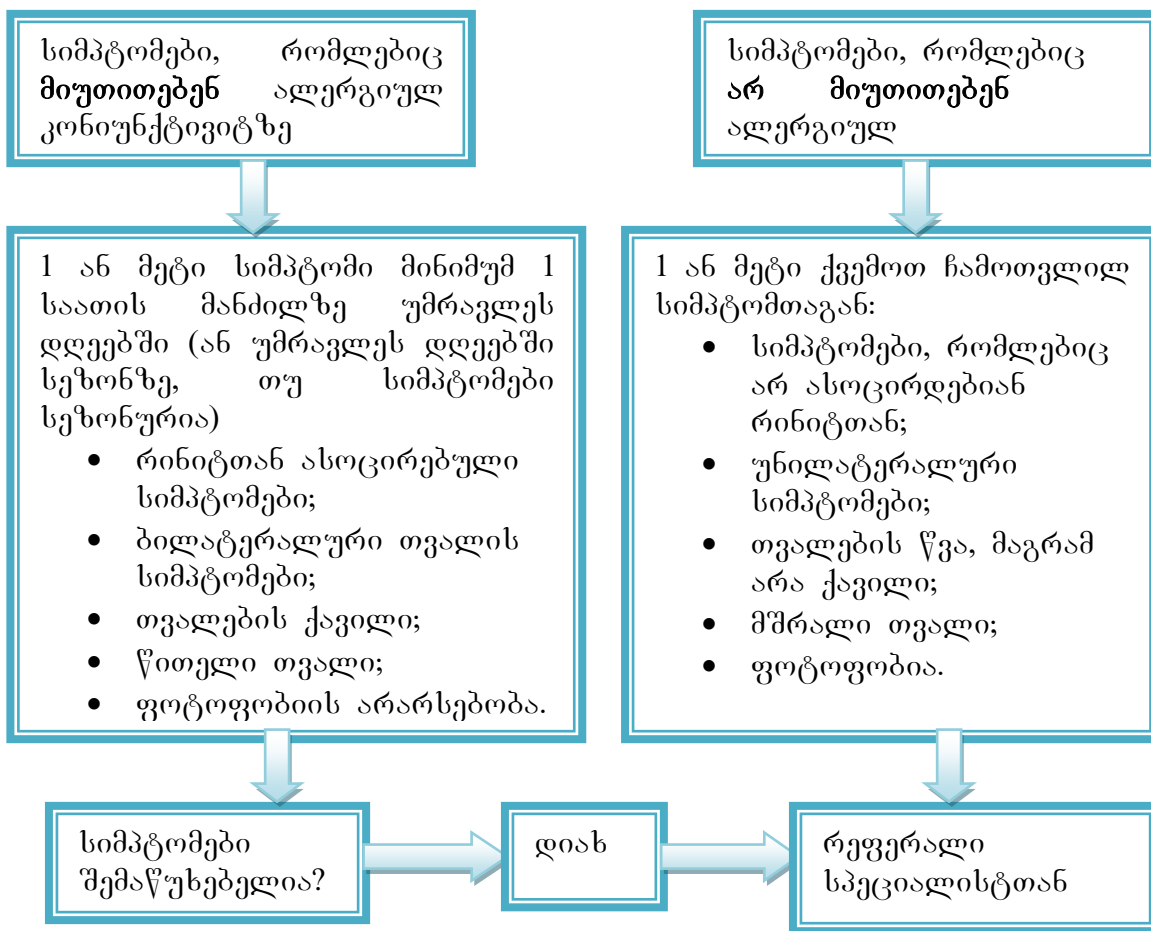 სიმპტომები, რომლებიც
მიუთითებენ ალერგიულ
კონიუნქტივიტზე
სიმპტომები, რომლებიც
არ მიუთითებენ
ალერგიულ
1 ან მეტი სიმპტომი მინიმუმ 1
საათის მანძილზე უმრავლეს
დღეებში (ან უმრავლეს დღეებში
სეზონზე, თუ სიმპტომები
სეზონურია)
• რინიტთან ასოცირებული
სიმპტომები;
• ბილატერალური თვალის
სიმპტომები;
• თვალების ქავილი;
• წითელი თვალი;
• ფოტოფობიის არარსებობა.
1 ან მეტი ქვემოთ ჩამოთვლილ
სიმპტომთაგან:
• სიმპტომები, რომლებიც
არ ასოცირდებიან
რინიტთან;
• უნილატერალური
სიმპტომები;
• თვალების წვა, მაგრამ
არა ქავილი;
• მშრალი თვალი;
• ფოტოფობია.
სიმპტომები
შემაწუხებელია?
დიახ
რეფერალი
სპეციალისტთან